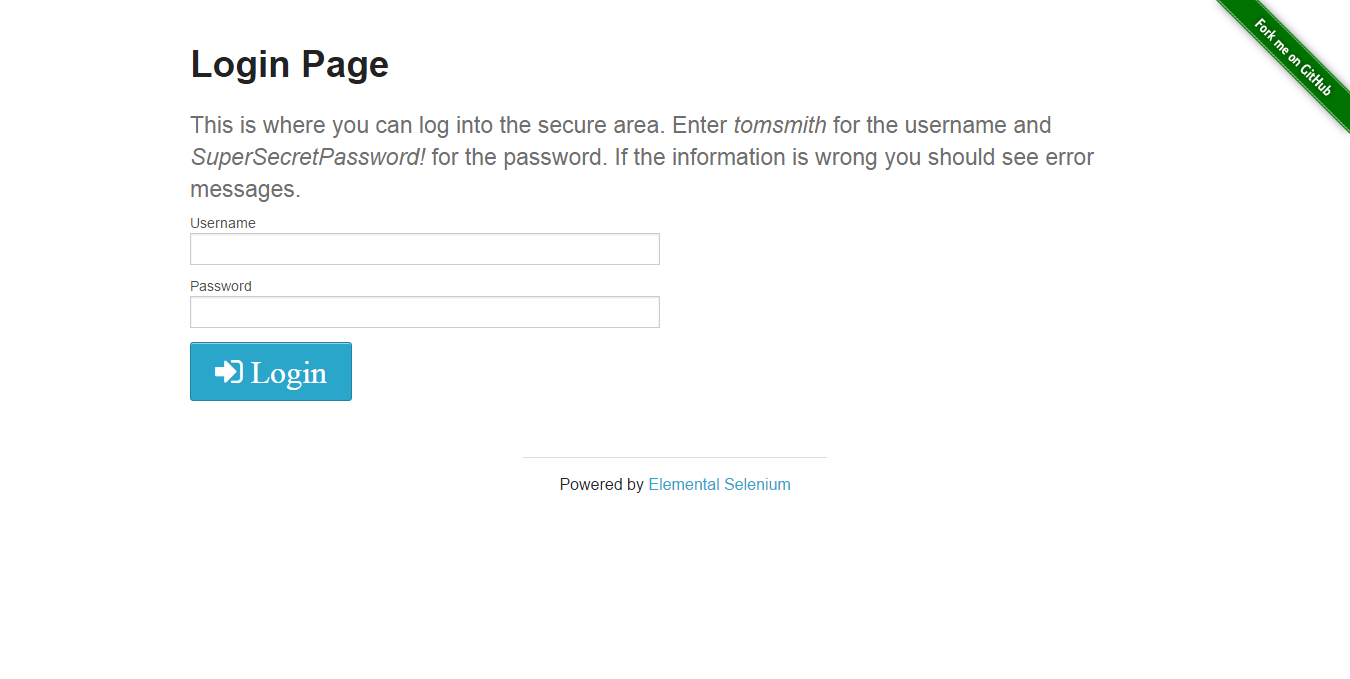 Fork me on GitHub
Login Page
This is where you can log into the secure area. Enter tomsmith for the username and
SuperSecretPassword! for the password. If the information is wrong you should see error
messages.
Username
Password
Login
Powered by Elemental Selenium